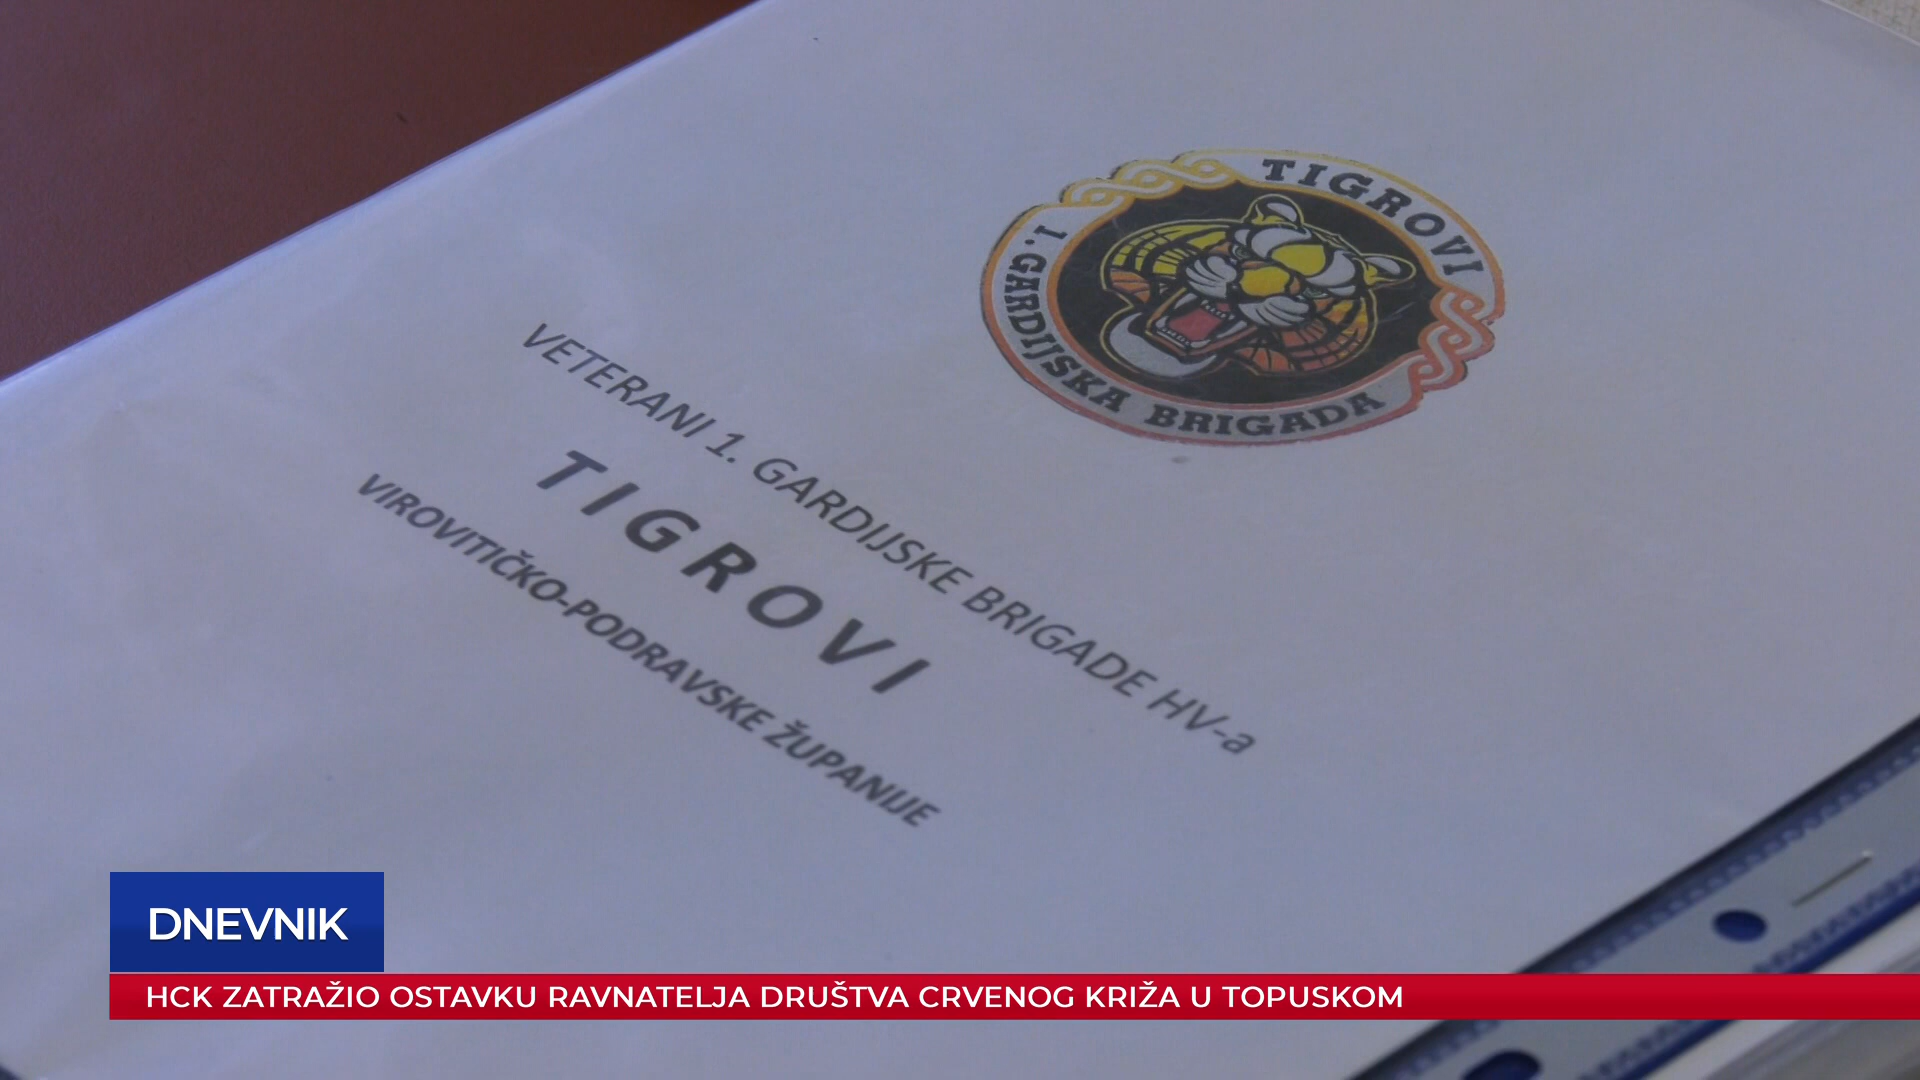 TIGROVI
1. GARDIJSKA BRIGADA
VETERANI 1. GARDIJSKE BRIGADE HV-a
TIGROVI
VIROVITIČKO-PODRAVSKE ŽUPANIJE
DNEVNIK
HCK ZATRAŽIO OSTAVKU RAVNATELJA DRUŠTVA CRVENOG KRIŽA U TOPUSKOM